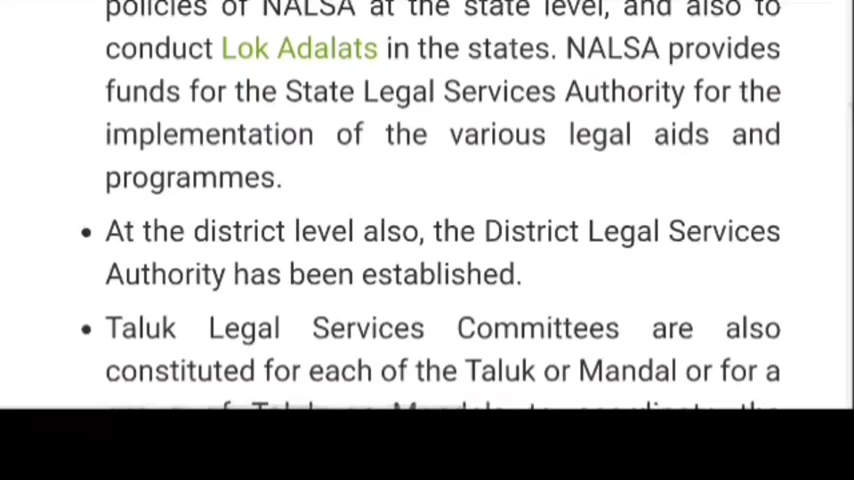 policies of NALSA at the state level, and also to
conduct Lok Adalats in the states. NALSA provides
funds for the State Legal Services Authority for the
implementation of the various legal aids and
programmes.
• At the district level also, the District Legal Services
Authority has been established.
• Taluk Legal Services Committees are also
constituted for each of the Taluk or Mandal or for a